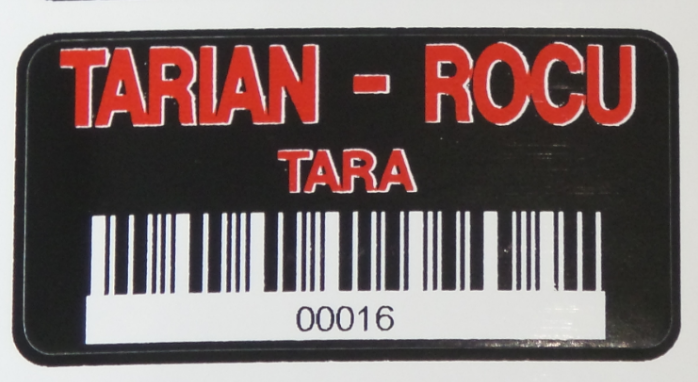 TARIAN - ROCU
TARA
00016